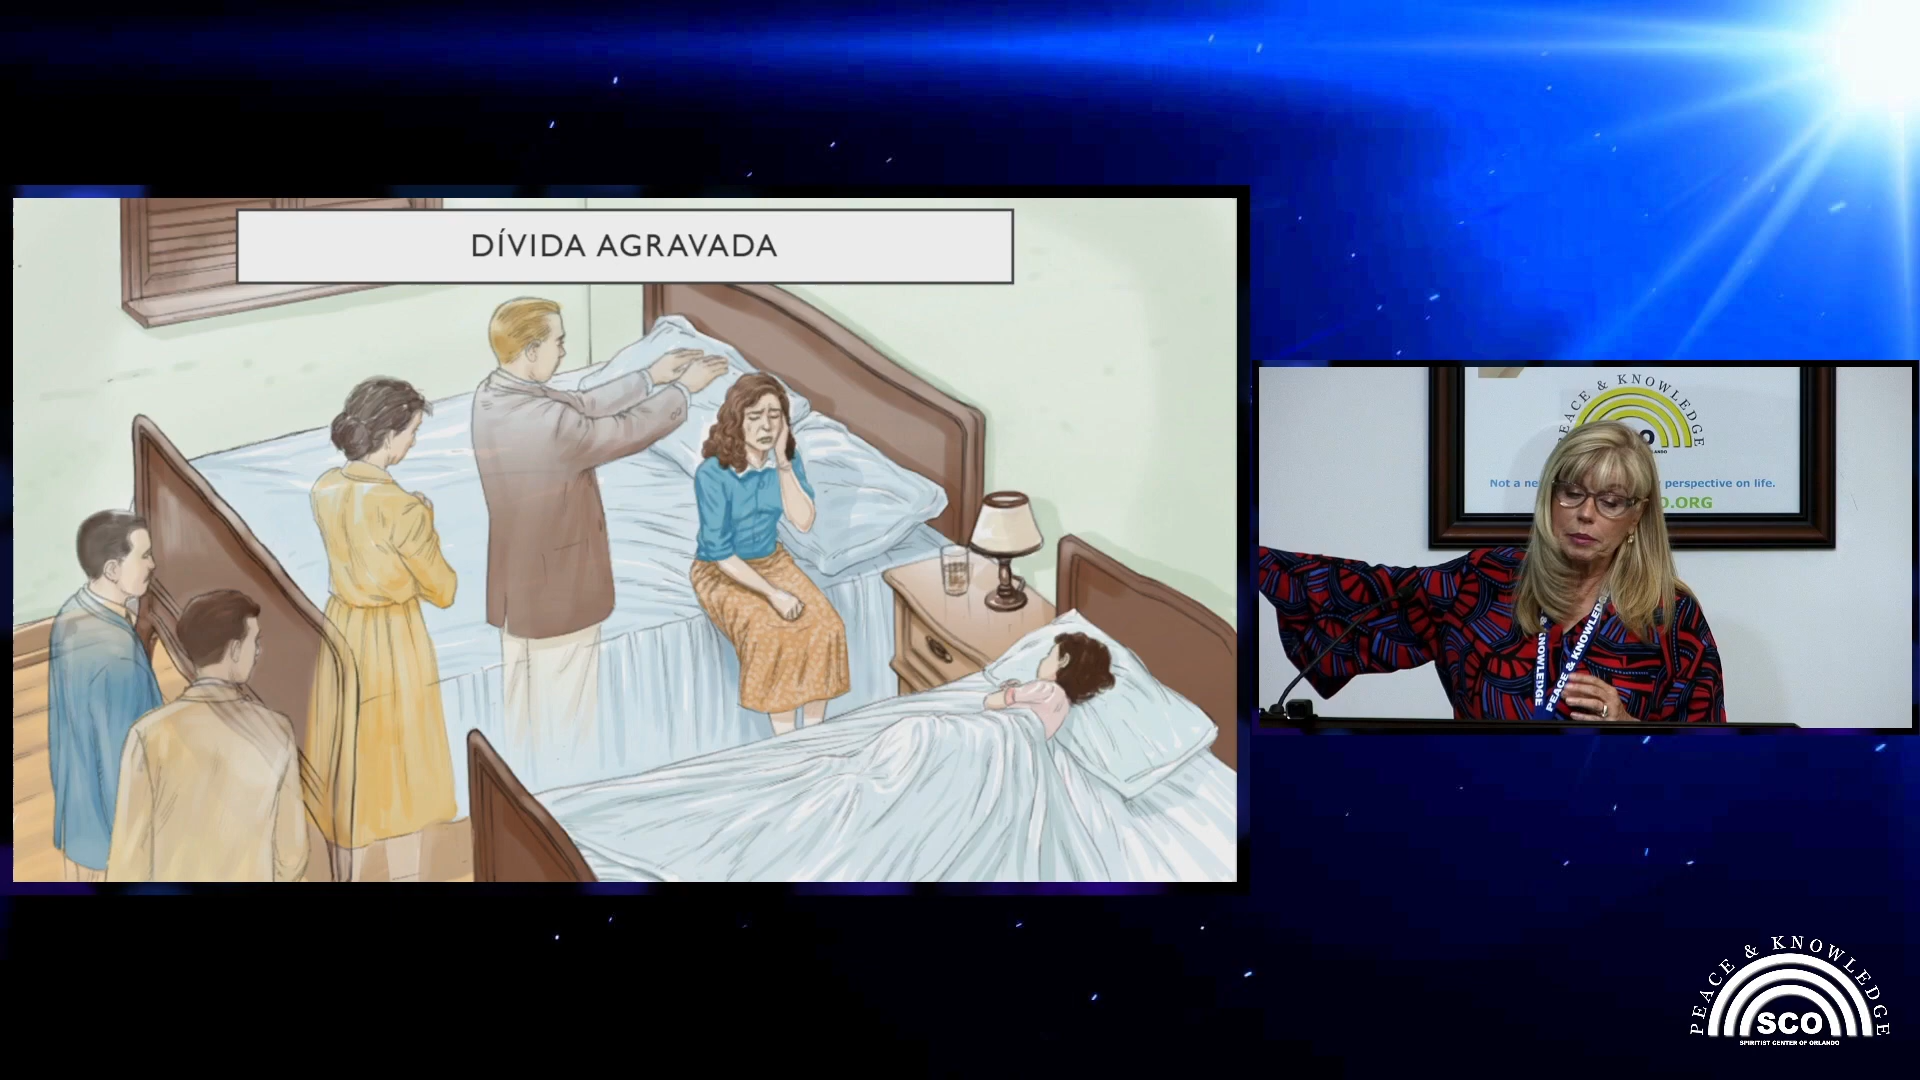 DÍVIDA AGRAVADA
PEACE & KNOWLEDGE
Not a ne
perspective on life.
O.ORG
KNOWLEDGE
PEACE & KNOWLEDG
PEACE & KNOWLEDGE
SCO
SPIRITIST CENTER OF ORLANDO